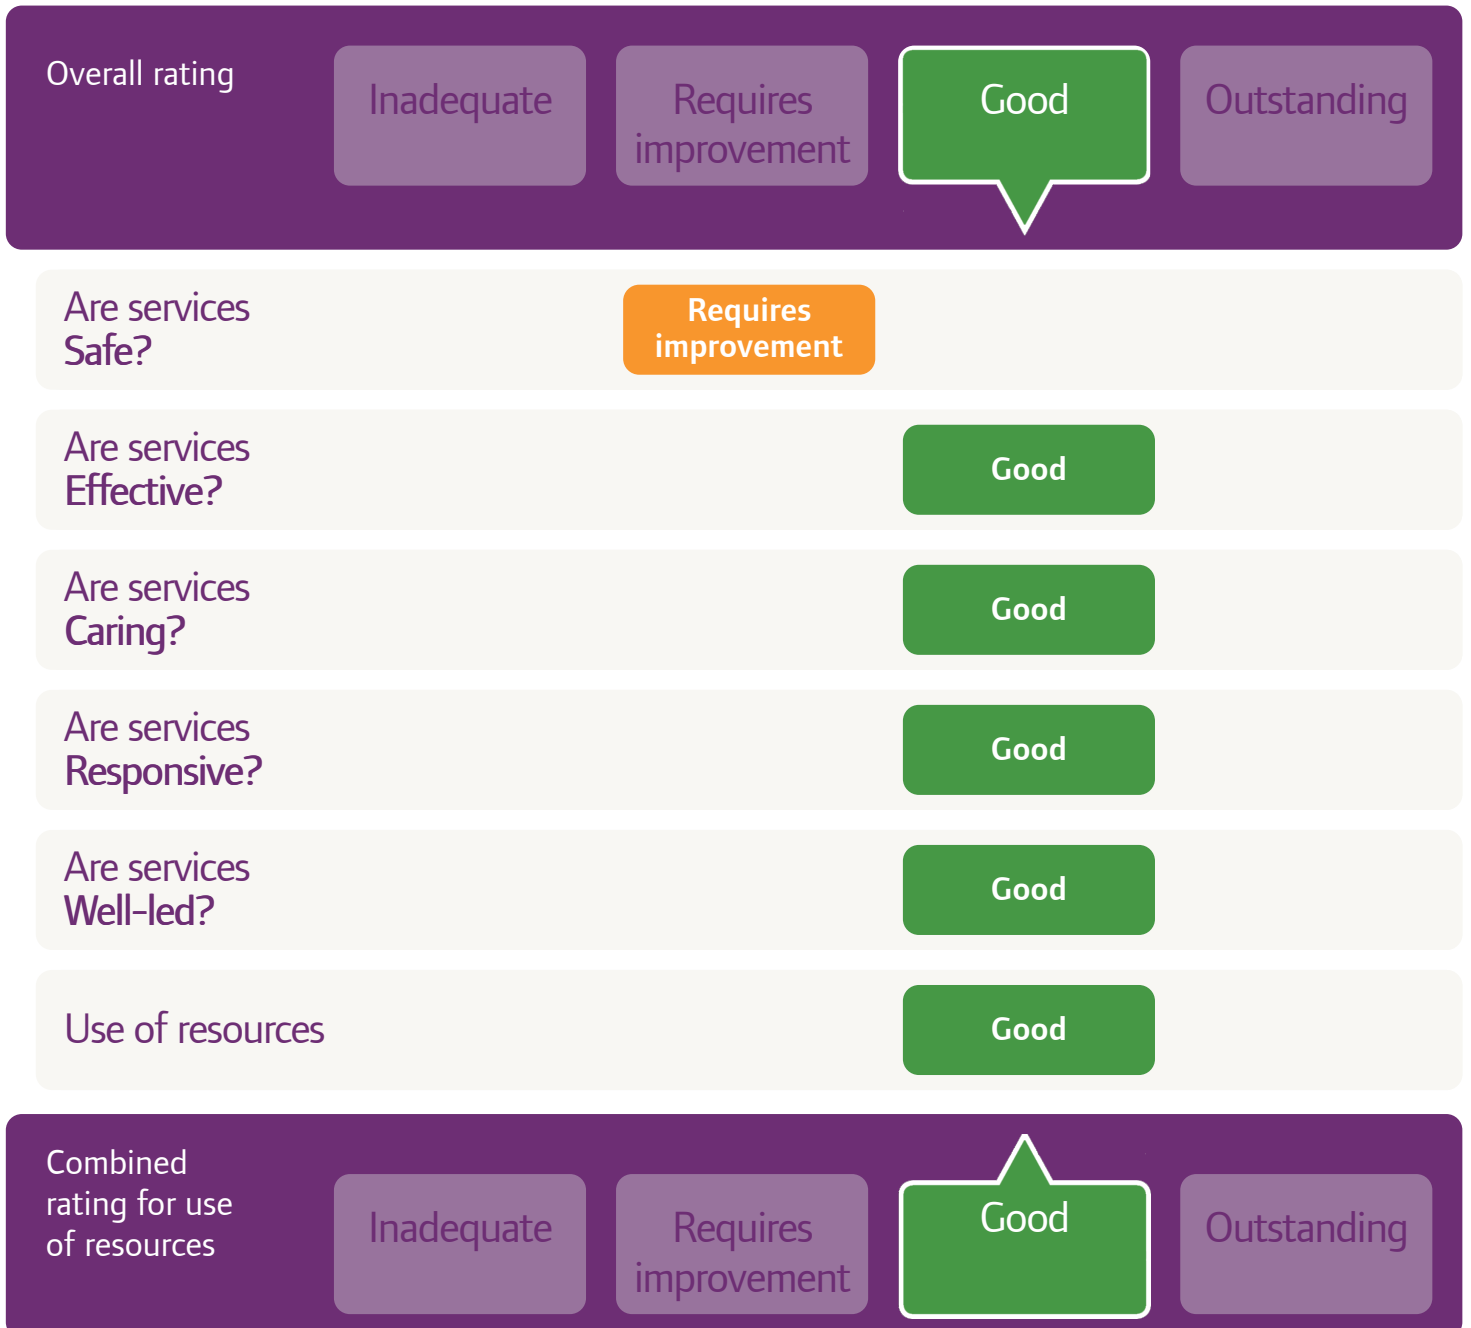 Overall rating
Inadequate
Requires
improvement
Good
Outstanding
Are services
Safe?
Requires
improvement
Are services
Effective?
Good
Are services
Caring?
Good
Are services
Responsive?
Good
Are services
Well-led?
Good
Use of resources
Good
Combined
rating for use
of resources
Inadequate
Requires
improvement
Good
Outstanding